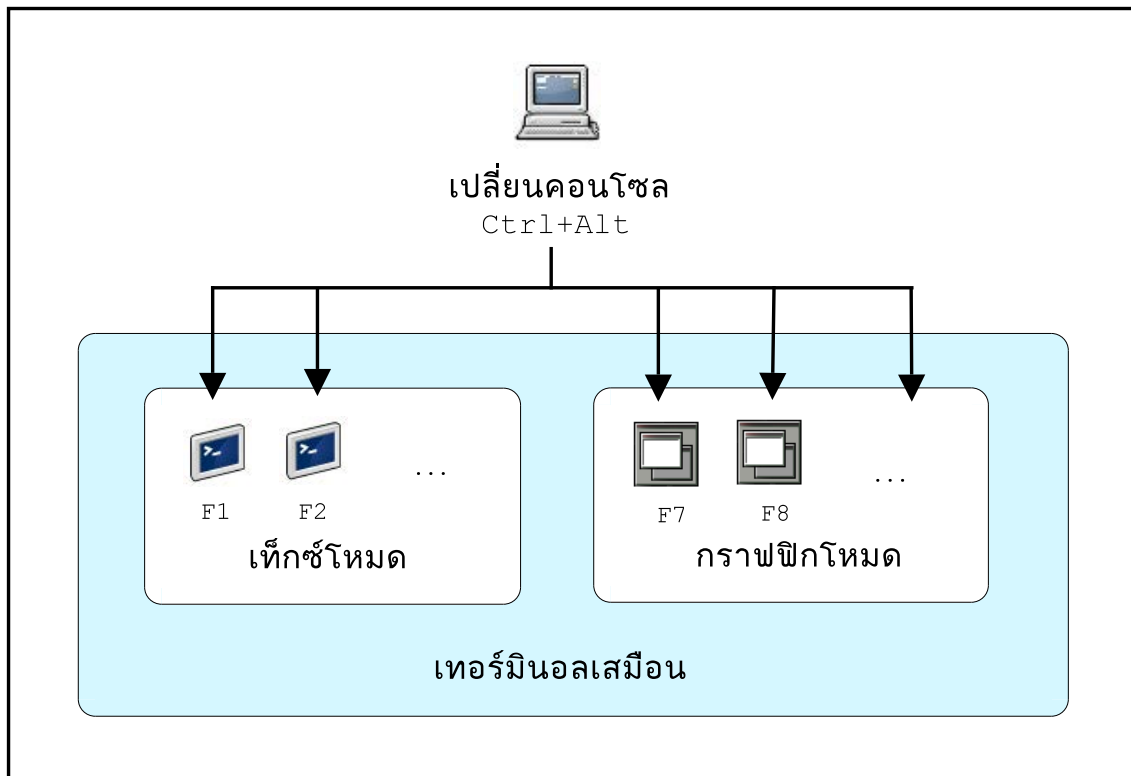 เปลี่ยนคอนโซล
Ctrl+Alt
>_
>_
...
F1
F2
เท็กซ์โหมด
...
F7
F8
กราฟฟิกโหมด
เทอร์มินอลเสมือน